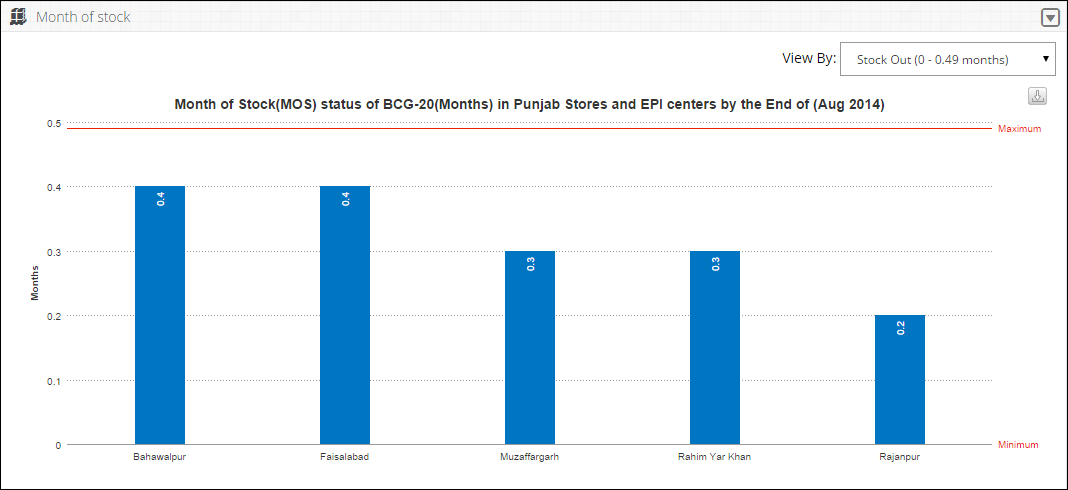 Month of stock
View By: Stock Out (0 - 0.49 months)
Month of Stock(MOS) status of BCG-20(Months) in Punjab Stores and EPI centers by the End of (Aug 2014)
0.5
Maximum
0.4
0.3
0.2
0.1
0
Months
0.4
0.4
0.3
0.3
0.2
Minimum
Bahawalpur Faisalabad Muzaffargarh Rahim Yar Khan Rajanpur